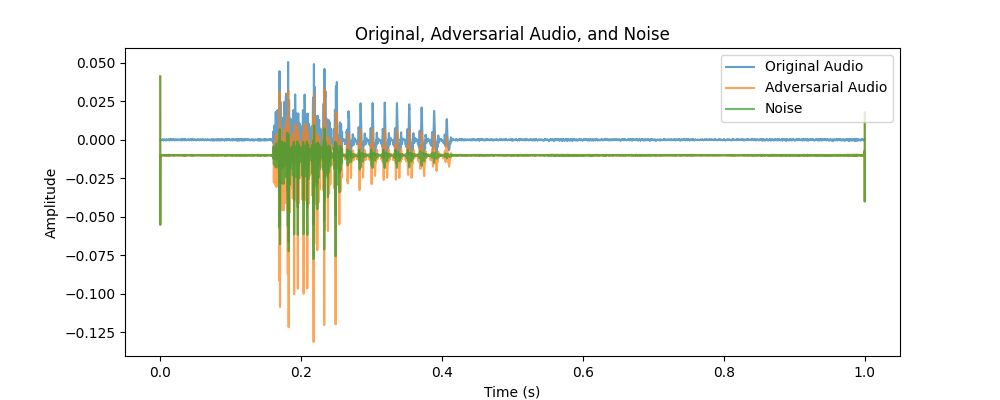 Original, Adversarial Audio, and Noise
Original Audio
Adversarial Audio
Noise
0.050
0.025
0.000
−0.025
−0.050
−0.075
−0.100
−0.125
Amplitude
0.0 0.2 0.4 0.6 0.8 1.0
Time (s)